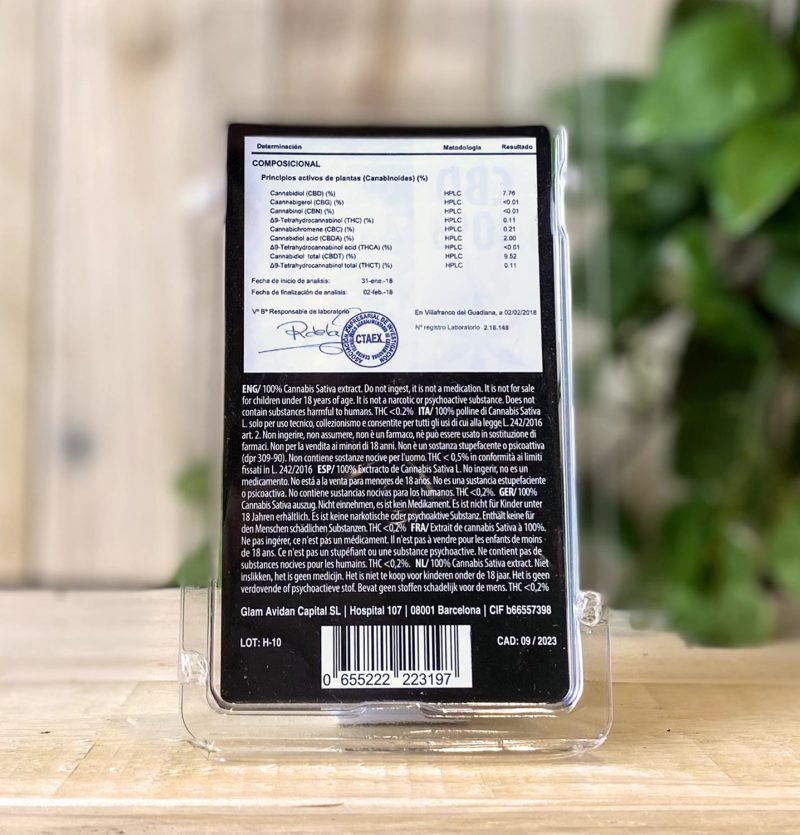 Determinación Metodología Resultado
COMPOSICIONAL
Principios activos de plantas (Canabinoides) (%)
Cannabidiol (CBD) (%) HPLC 7.76
Caanabigerol (CBG) (%) HPLC <0.01
Cannabinol (CBN) (%) HPLC <0.01
Δ9-Tetrahydrocannabinol (THC) (%) HPLC 0.11
Cannabichromene (CBC) (%) HPLC 0.21
Canabidiol acid (CBDA) (%) HPLC 2.00
Δ9-Tetrahydrocannabinol acid (THCA) (%) HPLC <0.01
Canabidiol total (CBDT) (%) HPLC 9.52
Δ9-Tetrahydrocannabinol total (THCT) (%) HPLC 0.11
Fecha de inicio de analisis: 31-ene.-18
Fecha de finalización de analisis: 02-feb.-18
Vº Bº Responsable de laboratorio
En Villafranco del Guadiana, a 02/02/2018
Nº registro Laboratorio 2.18.148
CTAEX
ENG/ 100% Cannabis Sativa extract. Do not ingest, it is not a medication. It is not for sale
for children under 18 years of age. It is not a narcotic or psychoactive substance. Does not
contain substances harmful to humans. THC <0.2% ITA/ 100% polline di Cannabis Sativa
L. solo per uso tecnico, collezionismo e consentite per tutti gli usi di cui alla legge L. 242/2016
art. 2. Non ingerire, non assumere, non è un farmaco, nè può essere usato in sostituzione di
farmaci. Non per la vendita ai minori di 18 anni. Non è un sostanza stupefacente o psicoattiva
(dpr 309-90). Non contiene sostanze nocive per l'uomo. THC < 0,5% in conformità ai limiti
fissati in L. 242/2016 ESP/ 100% Exctracto de Cannabis Sativa L. No ingerir, no es un
medicamento. No está a la venta para menores de 18 años. No es una sustancia estupefaciente
o psicoactiva. No contiene sustancias nocivas para los humanos. THC <0,2%. GER/ 100%
Cannabis Sativa auszug. Nicht einnehmen, es ist kein Medikament. Es ist nicht für Kinder unter
18 Jahren erhältlich. Es ist keine narkotische oder psychoaktive Substanz. Enthält keine für
den Menschen schädlichen Substanzen. THC <0,2% FRA/ Extrait de cannabis Sativa à 100%.
Ne pas ingérer, ce n'est pas un médicament. Il n'est pas à vendre pour les enfants de moins
de 18 ans. Ce n'est pas un stupéfiant ou une substance psychoactive. Ne contient pas de
substances nocives pour les humains. THC <0,2%. NL/ 100% Cannabis Sativa extract. Niet
inslikken, het is geen medicijn. Het is niet te koop voor kinderen onder de 18 jaar. Het is geen
verdovende of psychoactieve stof. Bevat geen stoffen schadelijk voor de mens. THC <0,2%
Glam Avidan Capital SL | Hospital 107 | 08001 Barcelona | CIF b66557398
LOT: H-10 CAD: 09 / 2023
0 655222 223197